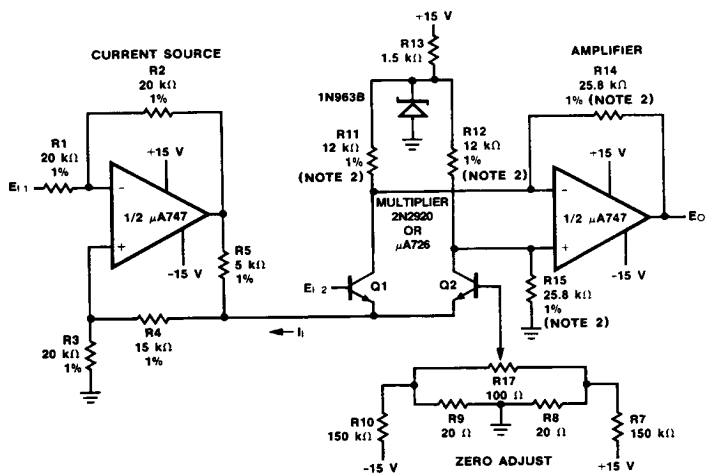 +15 V
R13
1.5 kΩ
CURRENT SOURCE
AMPLIFIER
R2
20 kΩ
1%
R14
25.8 kΩ
1% (NOTE 2)
1N963B
R1
20 kΩ
1%
+15 V
R11
12 kΩ
1%
(NOTE 2)
R12
12 kΩ
1%
(NOTE 2)
+15 V
EI 1
-
1/2 μA747
+
-15 V
MULTIPLIER
2N2920
OR
μA726
-
1/2 μA747
+
EO
-15 V
R5
5 kΩ
1%
EI 2
Q1
Q2
R15
25.8 kΩ
1%
(NOTE 2)
R4
15 kΩ
1%
II
R3
20 kΩ
1%
R17
100 Ω
R10
150 kΩ
R9
20 Ω
R8
20 Ω
R7
150 kΩ
-15 V
ZERO ADJUST
+15 V